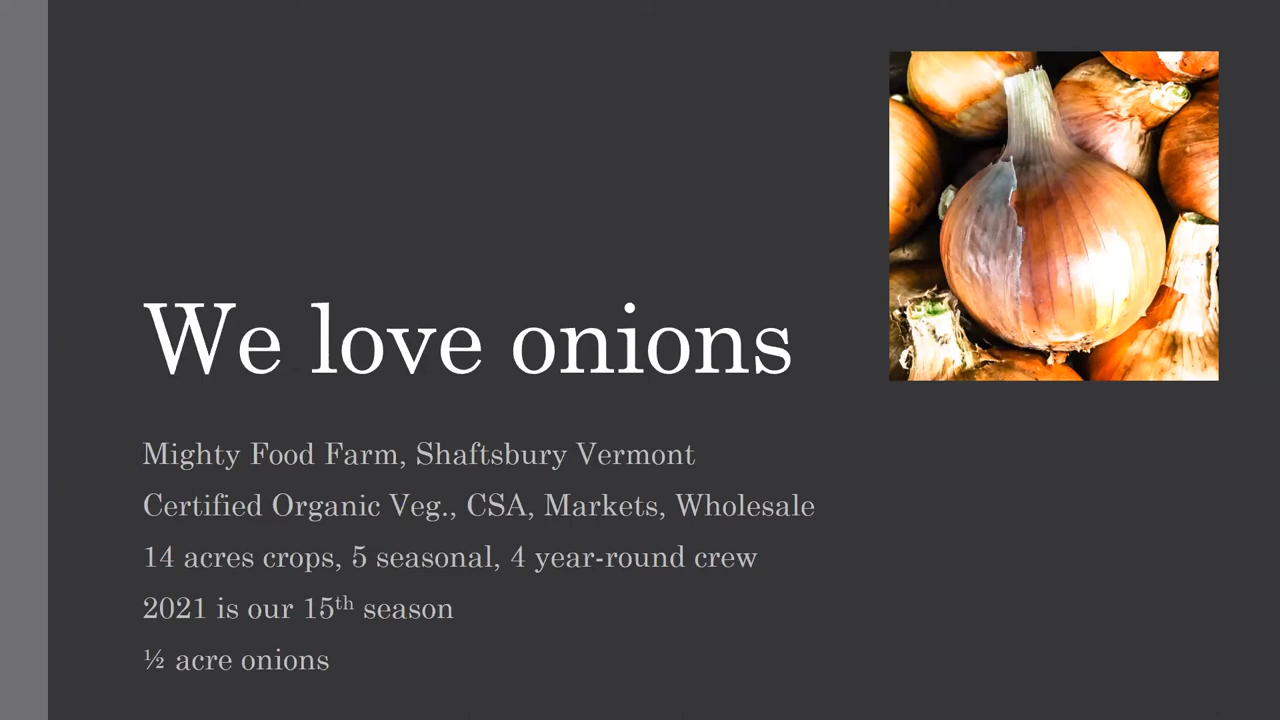 We love onions
Mighty Food Farm, Shaftsbury Vermont
Certified Organic Veg., CSA, Markets, Wholesale
14 acres crops, 5 seasonal, 4 year-round crew
2021 is our 15th season
½ acre onions